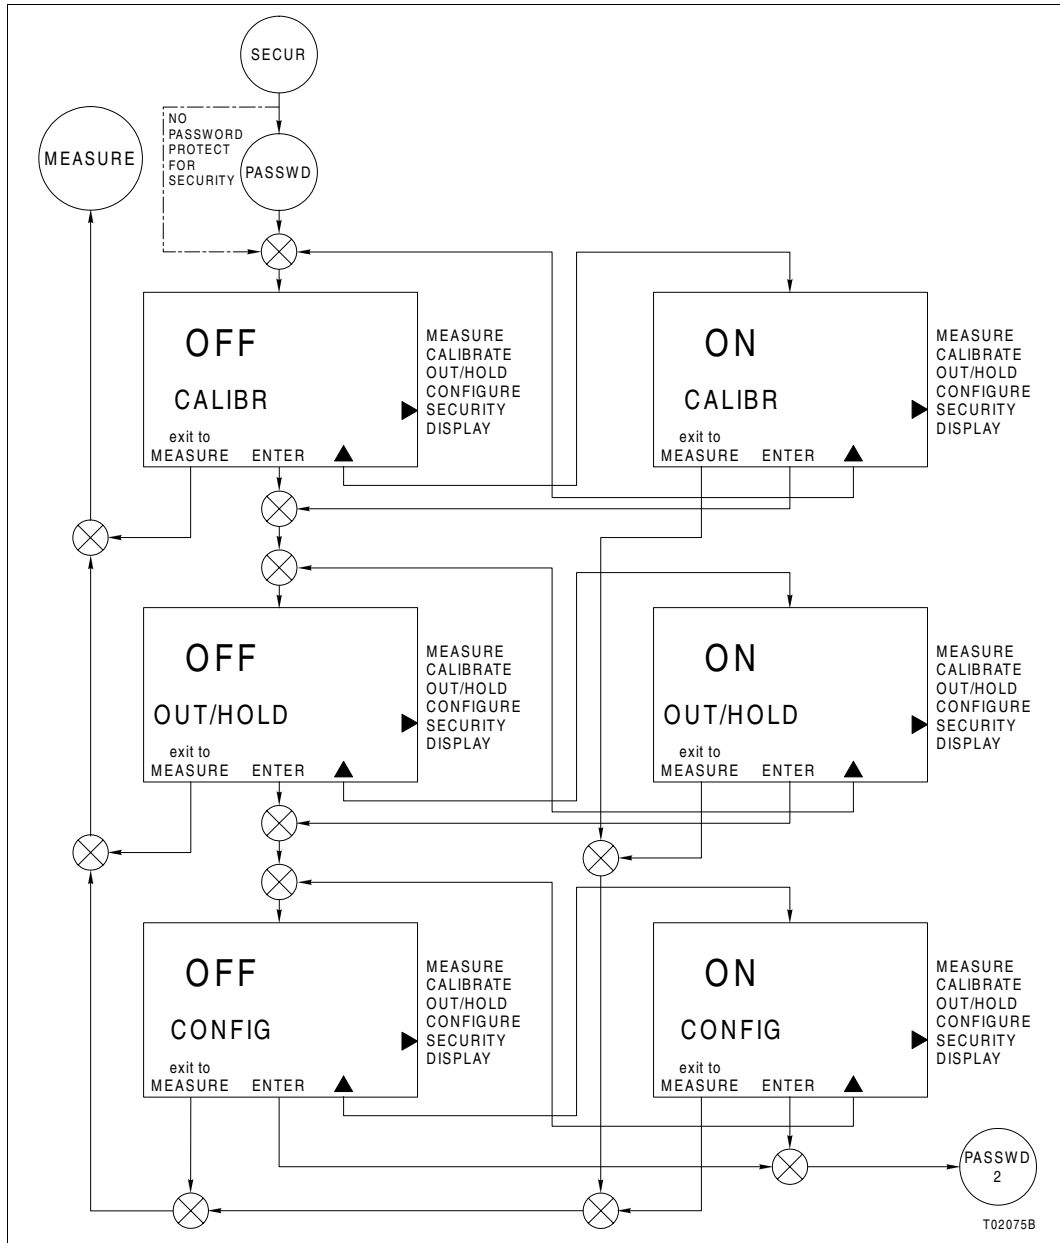 SECUR
MEASURE
NO
PASSWORD
PROTECT
FOR
SECURITY
PASSWD
OFF
CALIBR
exit to
MEASURE ENTER ▲
MEASURE
CALIBRATE
OUT/HOLD
CONFIGURE
SECURITY
DISPLAY
ON
CALIBR
exit to
MEASURE ENTER ▲
MEASURE
CALIBRATE
OUT/HOLD
CONFIGURE
SECURITY
DISPLAY
OFF
OUT/HOLD
exit to
MEASURE ENTER ▲
MEASURE
CALIBRATE
OUT/HOLD
CONFIGURE
SECURITY
DISPLAY
ON
OUT/HOLD
exit to
MEASURE ENTER ▲
MEASURE
CALIBRATE
OUT/HOLD
CONFIGURE
SECURITY
DISPLAY
OFF
CONFIG
exit to
MEASURE ENTER ▲
MEASURE
CALIBRATE
OUT/HOLD
CONFIGURE
SECURITY
DISPLAY
ON
CONFIG
exit to
MEASURE ENTER ▲
MEASURE
CALIBRATE
OUT/HOLD
CONFIGURE
SECURITY
DISPLAY
PASSWD
2
T02075B